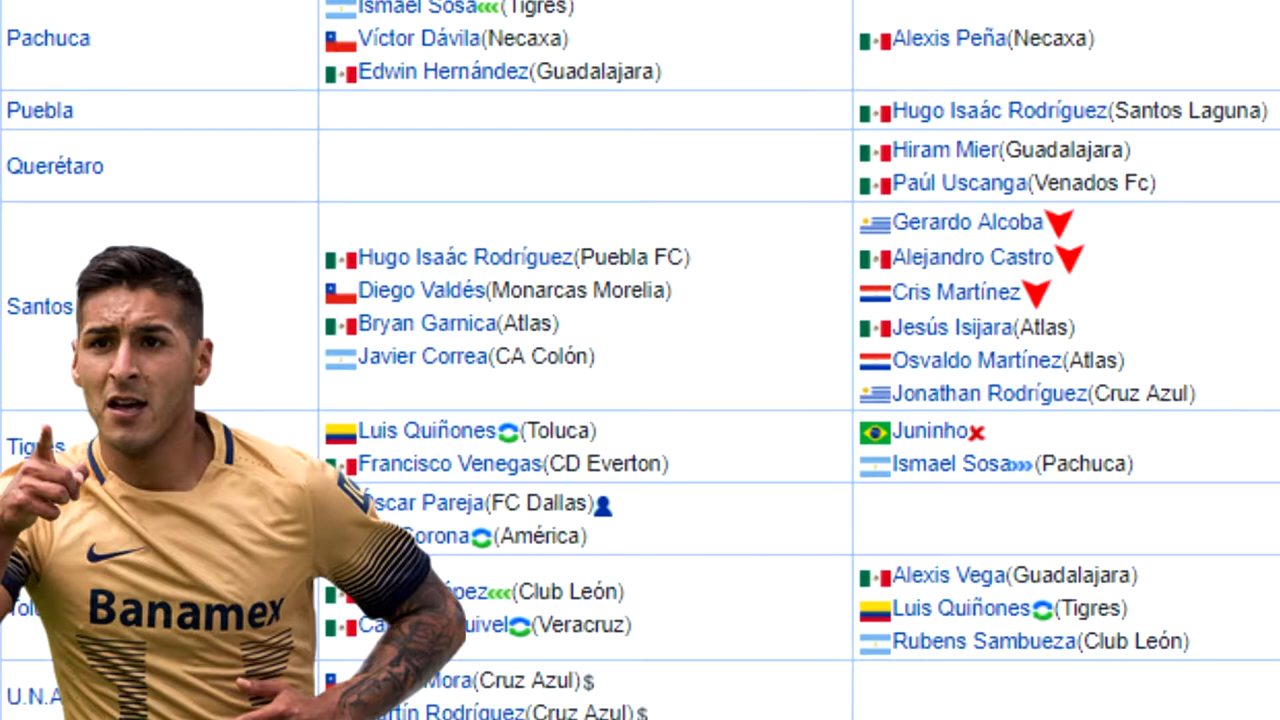 Ismael Sosa(Tigres)
Pachuca
Víctor Dávila(Necaxa)
Alexis Peña(Necaxa)
Edwin Hernández(Guadalajara)
Puebla
Hugo Isaác Rodríguez(Santos Laguna)
Querétaro
Hiram Mier(Guadalajara)
Paúl Uscanga(Venados Fc)
Santos
Hugo Isaác Rodríguez(Puebla FC)
Diego Valdés(Monarcas Morelia)
Bryan Garnica(Atlas)
Javier Correa(CA Colón)
Gerardo Alcoba
Alejandro Castro
Cris Martínez
Jesús Isijara(Atlas)
Osvaldo Martínez(Atlas)
Jonathan Rodríguez(Cruz Azul)
Tigres
Luis Quiñones(Toluca)
Francisco Venegas(CD Everton)
Juninho
Ismael Sosa(Pachuca)
Óscar Pareja(FC Dallas)
Corona(América)
(Club León)
(Veracruz)
Alexis Vega(Guadalajara)
Luis Quiñones(Tigres)
Rubens Sambueza(Club León)
U.N.A
Mora(Cruz Azul)$
Rodríguez(Cruz Azul)$
Banamex